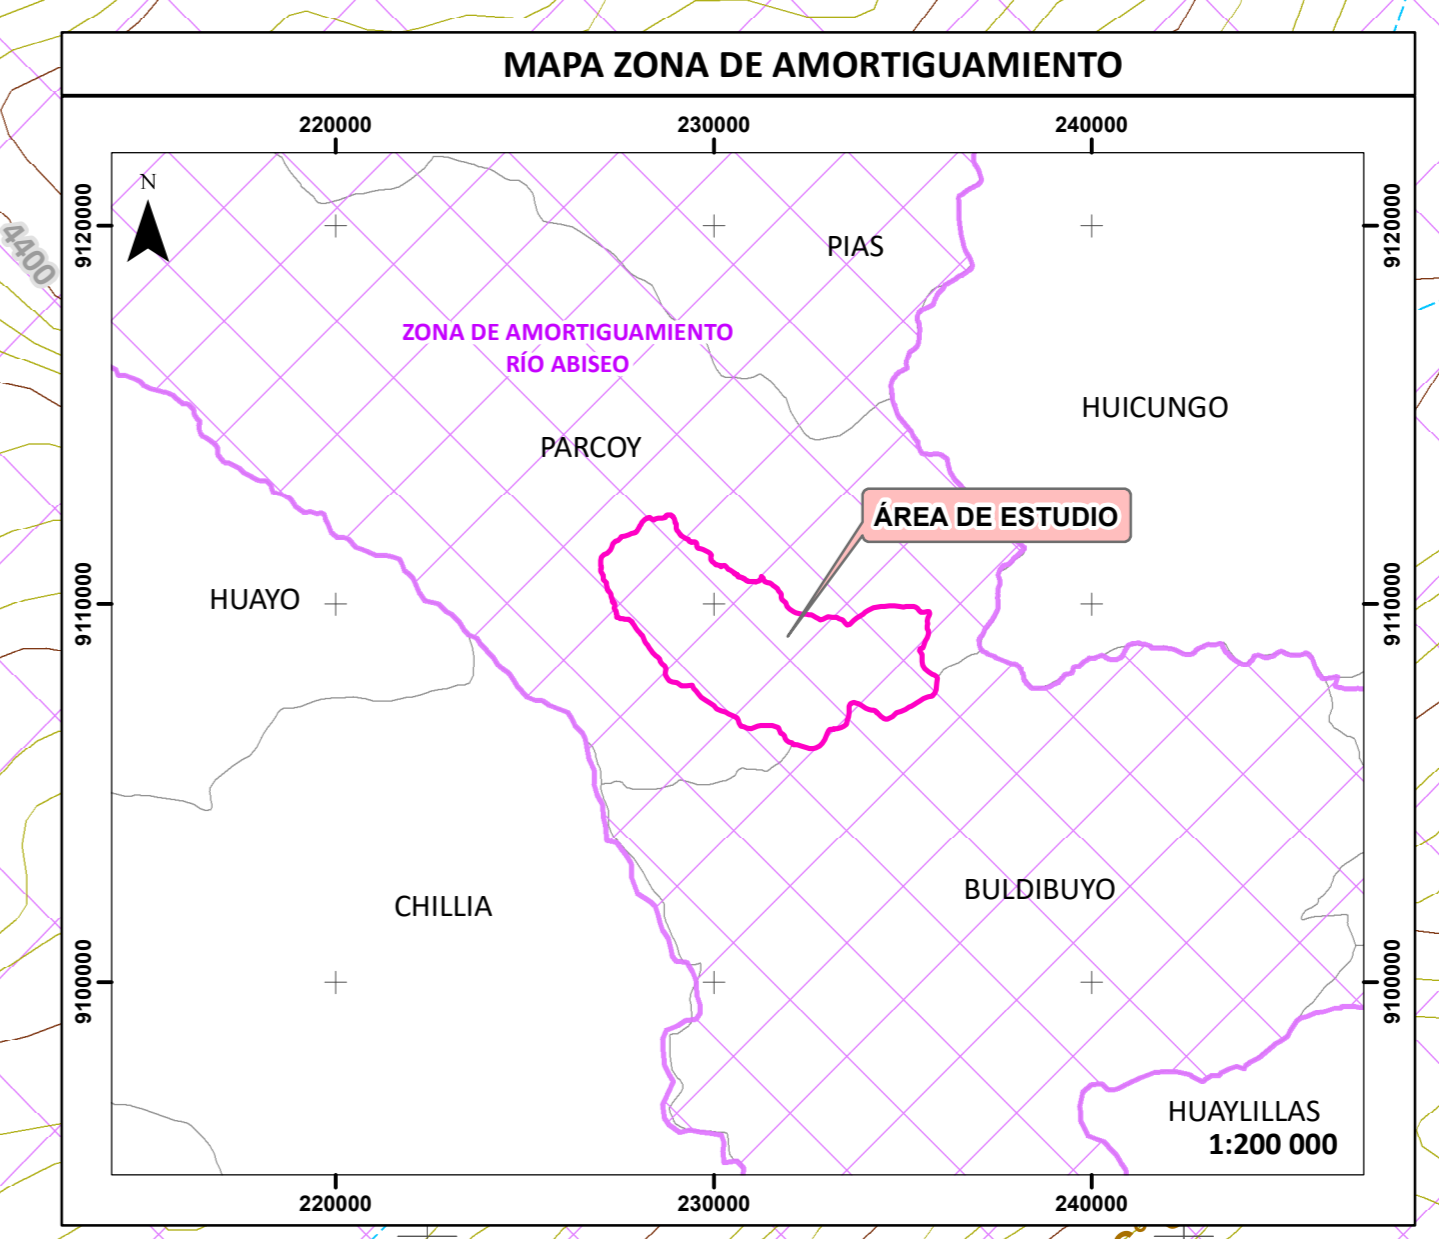 MAPA ZONA DE AMORTIGUAMIENTO
220000
230000
240000
N
9120000
9120000
4400
PIAS
ZONA DE AMORTIGUAMIENTO
RÍO ABISEO
HUICUNGO
PARCOY
ÁREA DE ESTUDIO
HUAYO
9110000
9110000
BULDIBUYO
CHILLIA
9100000
9100000
HUAYLILLAS
1:200 000
220000
230000
240000